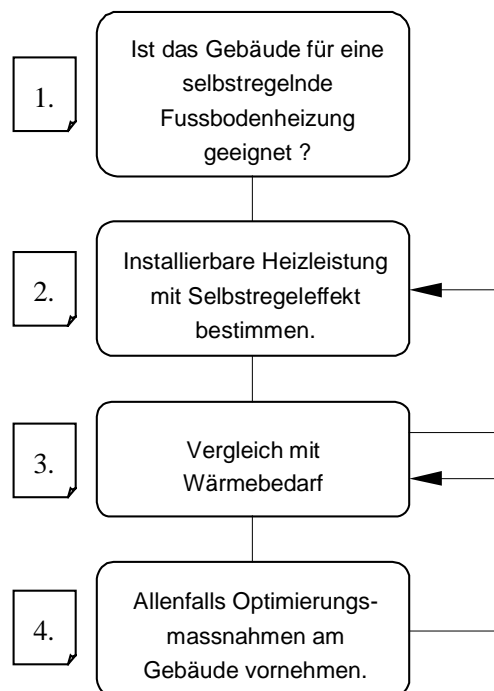 1.
Ist das Gebäude für eine
selbstregelnde
Fussbodenheizung
geeignet ?
2.
Installierbare Heizleistung
mit Selbstregeleffekt
bestimmen.
3.
Vergleich mit
Wärmebedarf
4.
Allenfalls Optimierungs-
massnahmen am
Gebäude vornehmen.